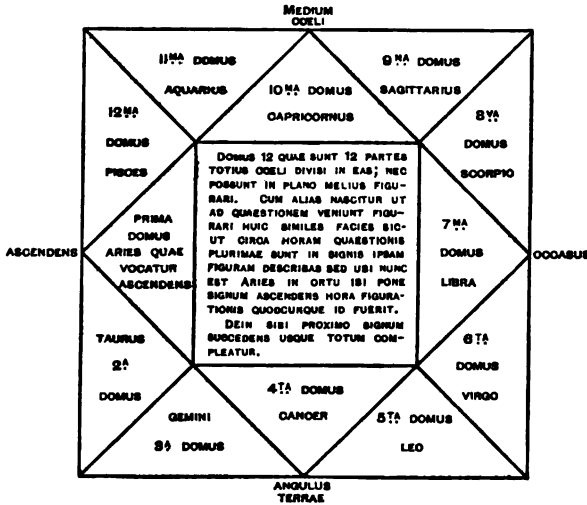 MEDIUM
COELI
11MA DOMUS
AQUARIUS
9NA DOMUS
SAGITTARIUS
10MA DOMUS
CAPRICORNUS
12MA
DOMUS
PISCES
8VA
DOMUS
SCORPIO
DOMUS 12 QUAE SUNT 12 PARTES
TOTIUS COELI DIVISI IN EAS; NEC
POSSUNT IN PLANO MELIUS FIGU-
RARI. CUM ALIAS NASCITUR UT
AD QUAESTIONEM VENIUNT FIGU-
RARI HUIC SIMILES FACIES SIC-
UT CIRCA HORAM QUAESTIONIS
PLURIMAE SUNT IN SIGNIS IPSAM
FIGURAM DESCRIBAS SED UBI NUNC
EST ARIES IN ORTU IBI PONE
SIGNUM ASCENDENS HORA FIGURA-
TIONIS QUODCUNQUE ID FUERIT.
DEIN SIBI PROXIMO SIGNUM
SUSCEDENS USQUE TOTUM COM-
PLEATUR.
ASCENDENS
PRIMA
DOMUS
ARIES QUAE
VOCATUR
ASCENDENS
7MA
DOMUS
LIBRA
OCCASUS
TAURUS
2A
DOMUS
6TA
DOMUS
VIRGO
GEMINI
3A DOMUS
4TA DOMUS
CANCER
5TA DOMUS
LEO
ANGULUS
TERRAE